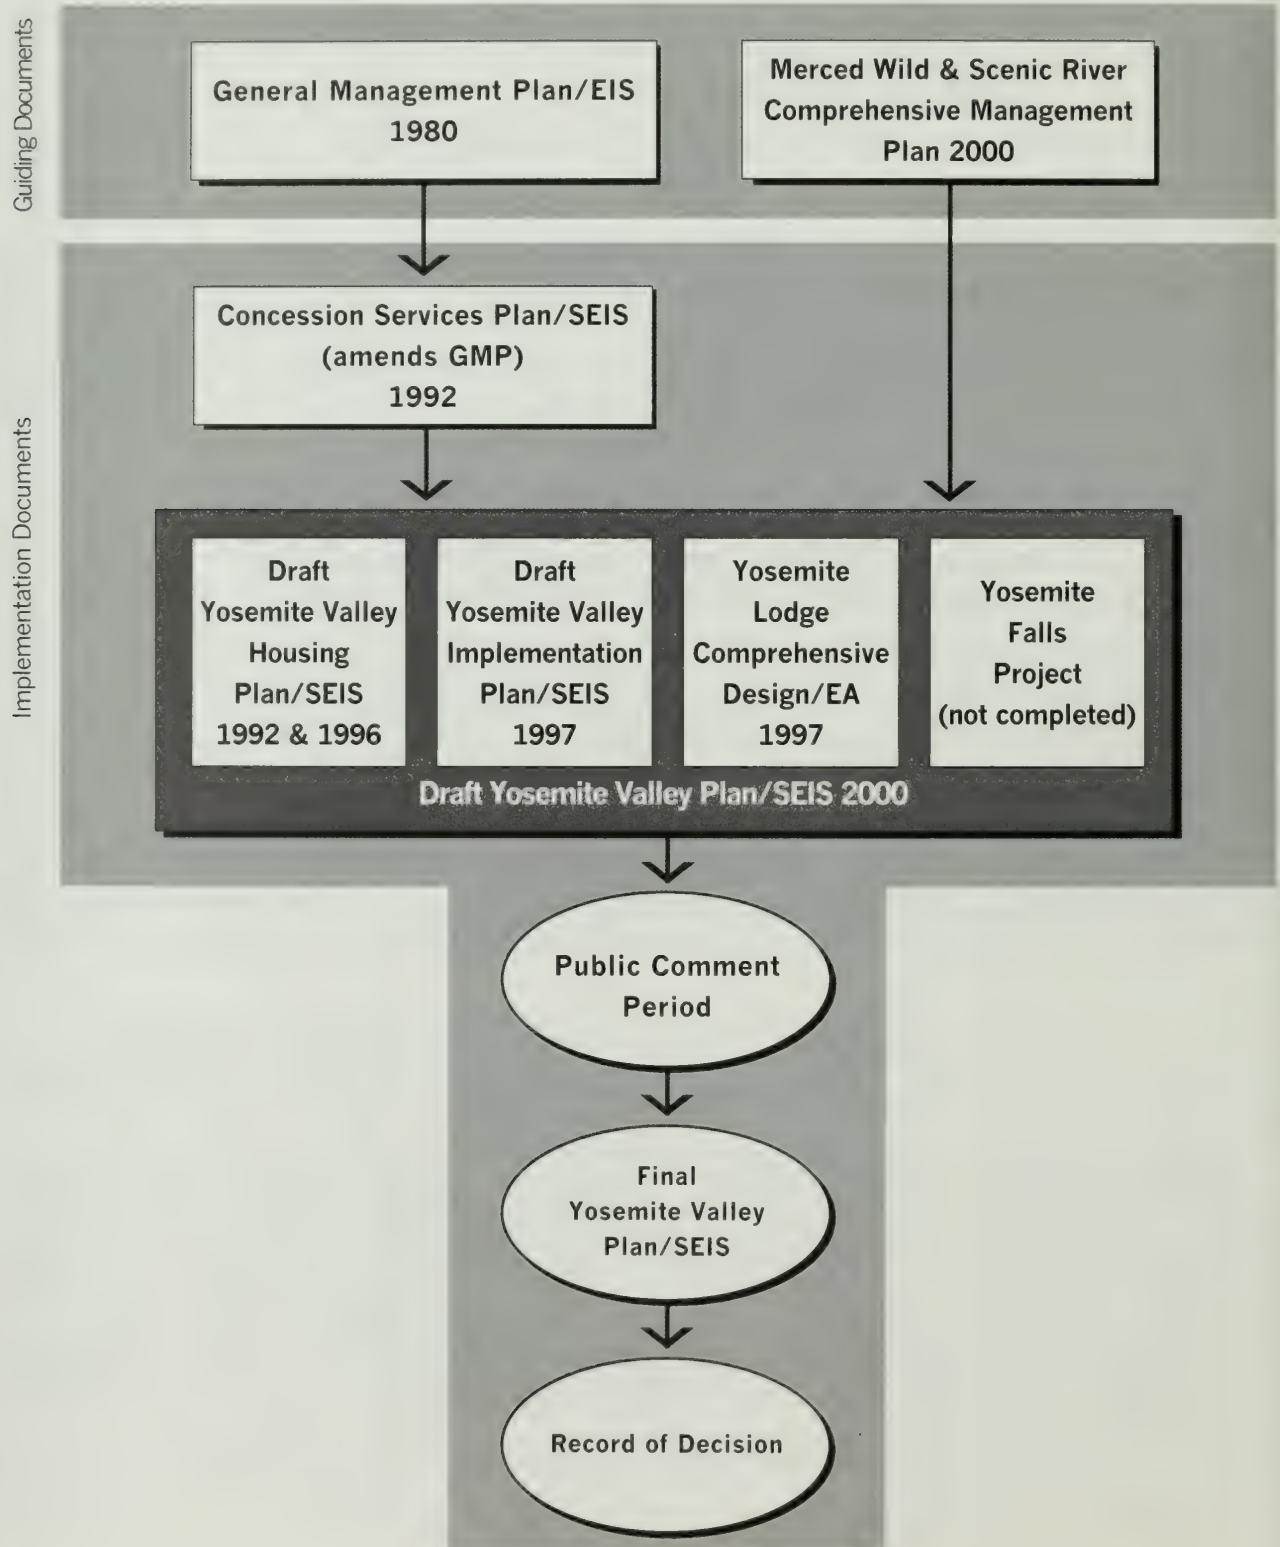 Guiding Documents
General Management Plan/EIS
1980
Merced Wild & Scenic River
Comprehensive Management
Plan 2000
Implementation Documents
Concession Services Plan/SEIS
(amends GMP)
1992
Draft
Yosemite Valley
Housing
Plan/SEIS
1992 & 1996
Draft
Yosemite Valley
Implementation
Plan/SEIS
1997
Yosemite
Lodge
Comprehensive
Design/EA
1997
Yosemite
Falls
Project
(not completed)
Draft Yosemite Valley Plan/SEIS 2000
Public Comment
Period
Final
Yosemite Valley
Plan/SEIS
Record of Decision